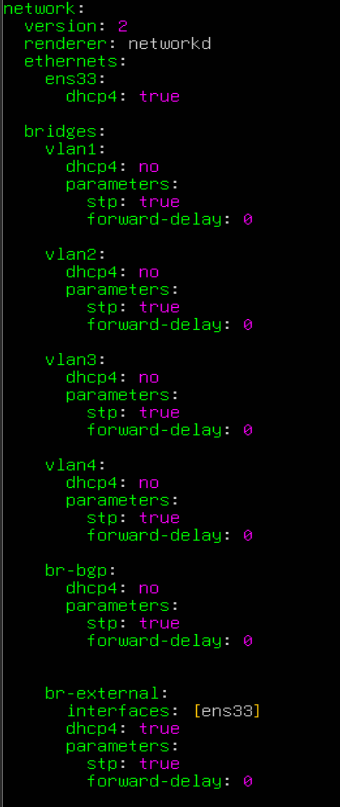 network:
  version: 2
  renderer: networkd
  ethernets:
    ens33:
      dhcp4: true

  bridges:
    vlan1:
      dhcp4: no
      parameters:
        stp: true
        forward-delay: 0

    vlan2:
      dhcp4: no
      parameters:
        stp: true
        forward-delay: 0

    vlan3:
      dhcp4: no
      parameters:
        stp: true
        forward-delay: 0

    vlan4:
      dhcp4: no
      parameters:
        stp: true
        forward-delay: 0

    br-bgp:
      dhcp4: no
      parameters:
        stp: true
        forward-delay: 0


    br-external:
      interfaces: [ens33]
      dhcp4: true
      parameters:
        stp: true
        forward-delay: 0